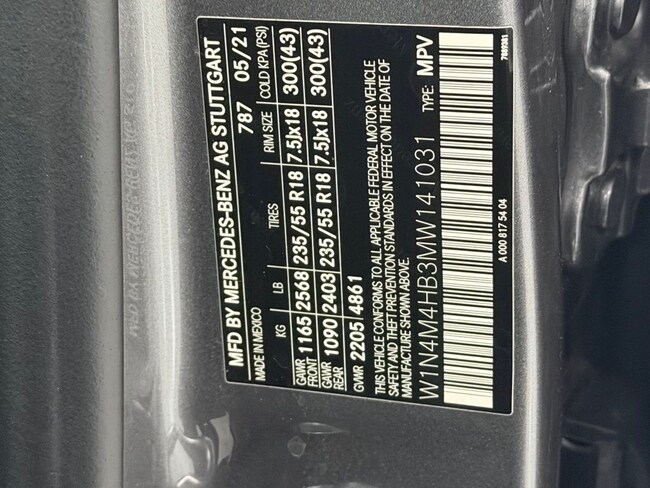 MFD BY MERCEDES-BENZ AG STUTTGART
MADE IN MEXICO 787 05/21
KG LB TIRES RIM SIZE COLD KPA(PSI)
GAWR FRONT 1165 2568 235/55 R18 7.5Jx18 300(43)
GAWR REAR 1090 2403 235/55 R18 7.5Jx18 300(43)
GVWR 2205 4861
THIS VEHICLE CONFORMS TO ALL APPLICABLE FEDERAL MOTOR VEHICLE
SAFETY AND THEFT PREVENTION STANDARDS IN EFFECT ON THE DATE OF
MANUFACTURE SHOWN ABOVE.
W1N4M4HB3MW141031 TYPE: MPV
A 000 817 54 04
7889381